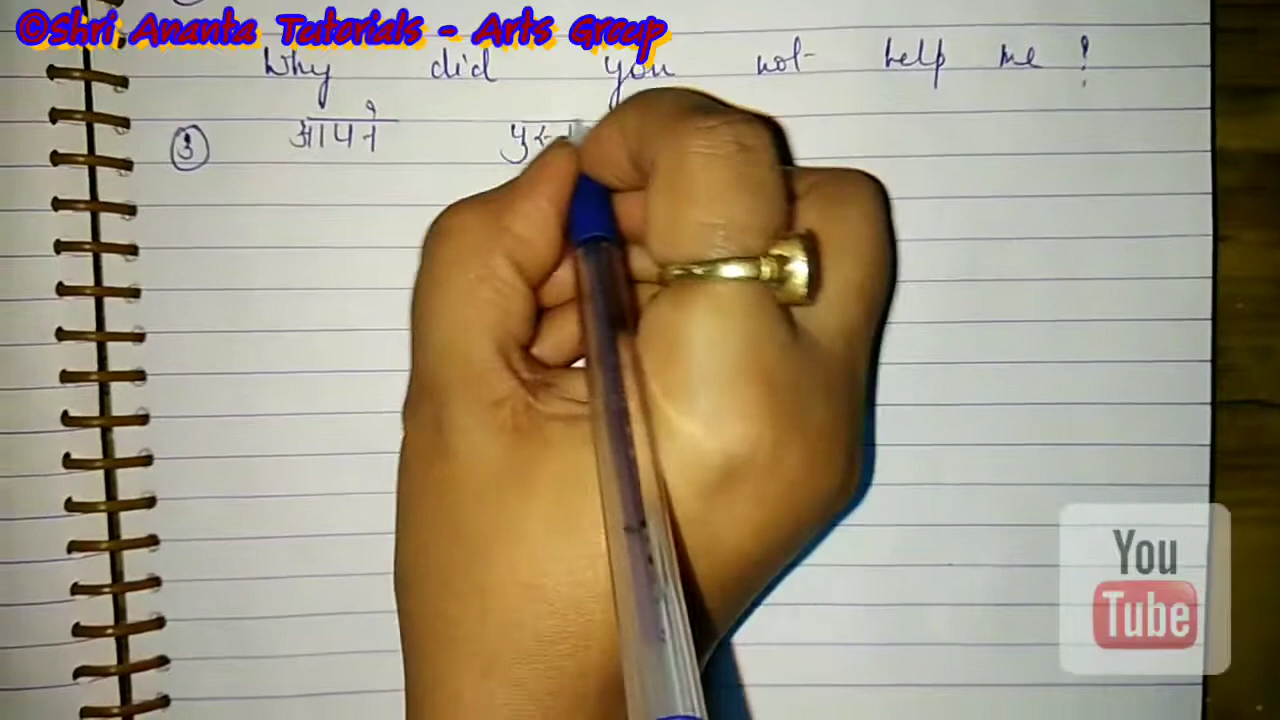 ©Shri Ananta Tutorials - Arts Group
Why did you not help me ?
③ आपने
You
Tube